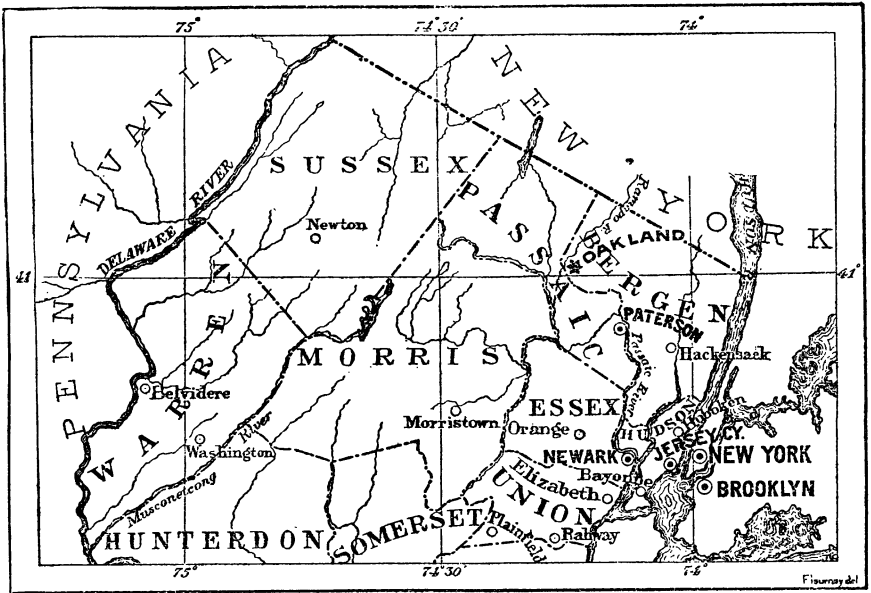 75°
74°30'
74°
PENNSYLVANIA
NEW YORK
DELAWARE RIVER
SUSSEX
Newton
PASSAIC
Ramapo R.
OAKLAND
BERGEN
41
41°
HUDSON
WARREN
MORRIS
PATERSON
Hackensack
Passaic River
Belvidere
Washington
Musconetcong River
Morristown
ESSEX
Orange
HUDSON
Hoboken
NEWARK
JERSEY CY.
NEW YORK
Bayonne
BROOKLYN
Elizabeth
UNION
HUNTERDON
SOMERSET
Plainfield
Rahway
75°
74°30'
74°